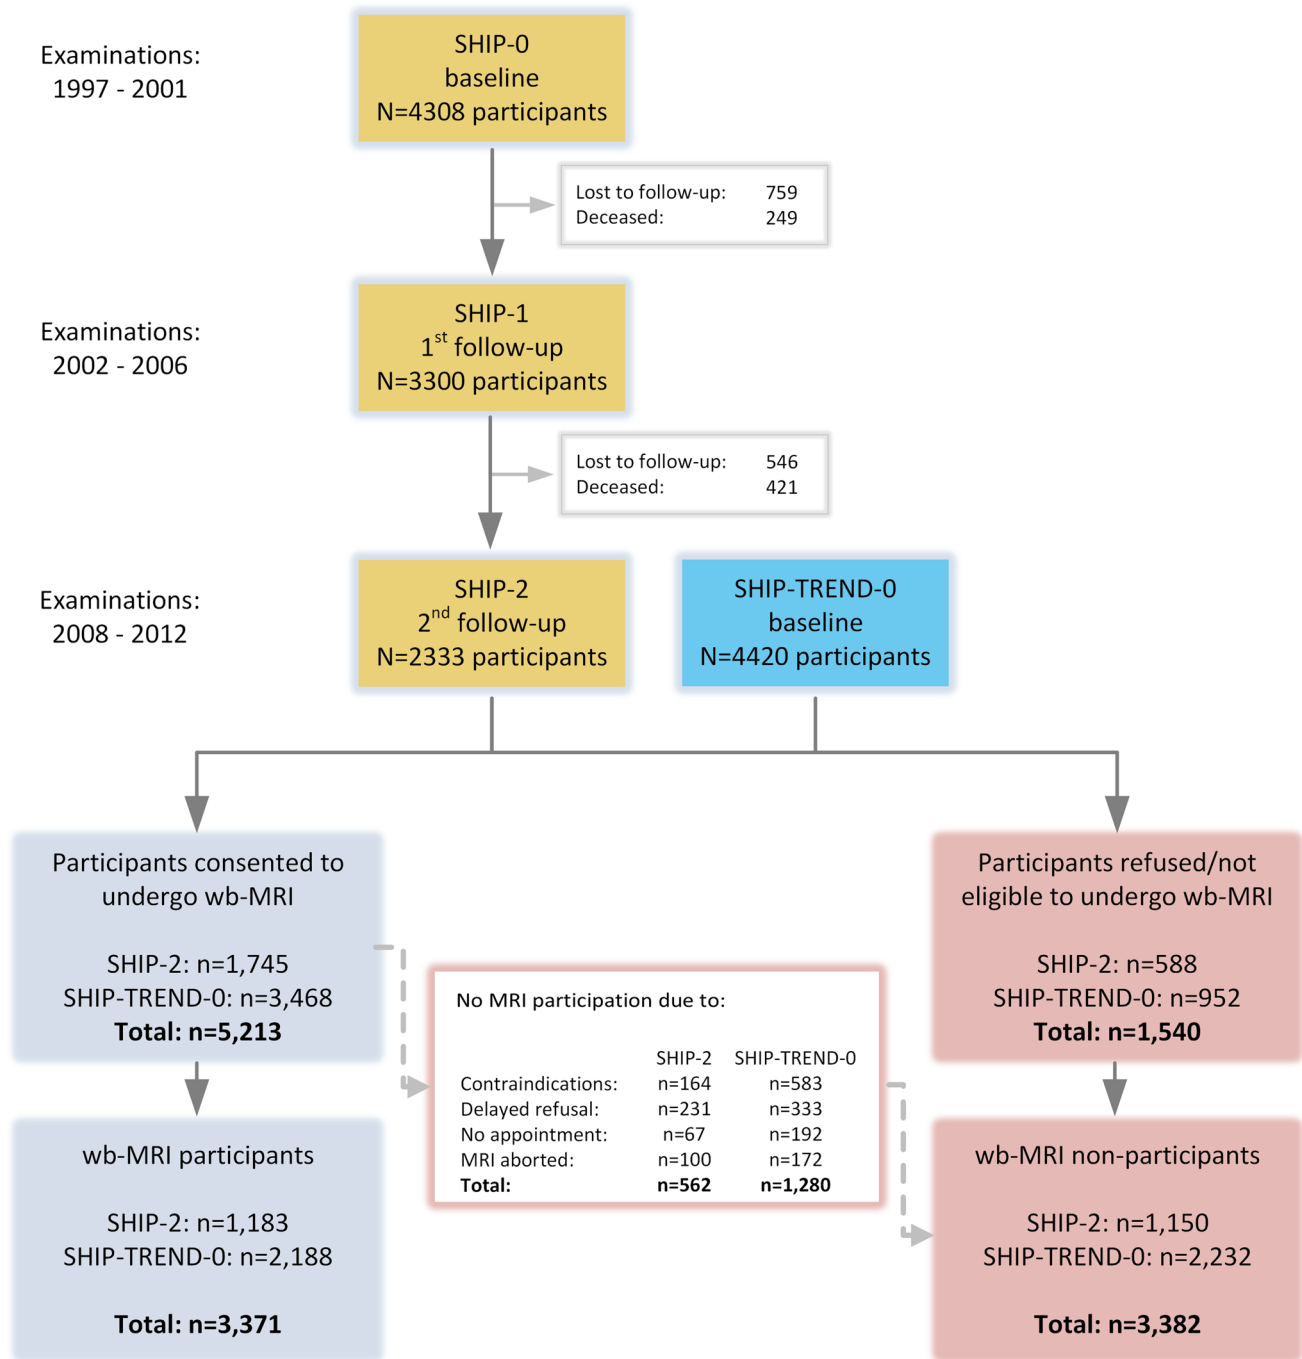 Examinations:
1997 - 2001
SHIP-0
baseline
N=4308 participants
Lost to follow-up: 759
Deceased: 249
Examinations:
2002 - 2006
SHIP-1
1st follow-up
N=3300 participants
Lost to follow-up: 546
Deceased: 421
Examinations:
2008 - 2012
SHIP-2
2nd follow-up
N=2333 participants
SHIP-TREND-0
baseline
N=4420 participants
Participants consented to
undergo wb-MRI
SHIP-2: n=1,745
SHIP-TREND-0: n=3,468
Total: n=5,213
Participants refused/not
eligible to undergo wb-MRI
SHIP-2: n=588
SHIP-TREND-0: n=952
Total: n=1,540
No MRI participation due to:
SHIP-2 SHIP-TREND-0
Contraindications: n=164 n=583
Delayed refusal: n=231 n=333
No appointment: n=67 n=192
MRI aborted: n=100 n=172
Total: n=562 n=1,280
wb-MRI participants
SHIP-2: n=1,183
SHIP-TREND-0: n=2,188
Total: n=3,371
wb-MRI non-participants
SHIP-2: n=1,150
SHIP-TREND-0: n=2,232
Total: n=3,382